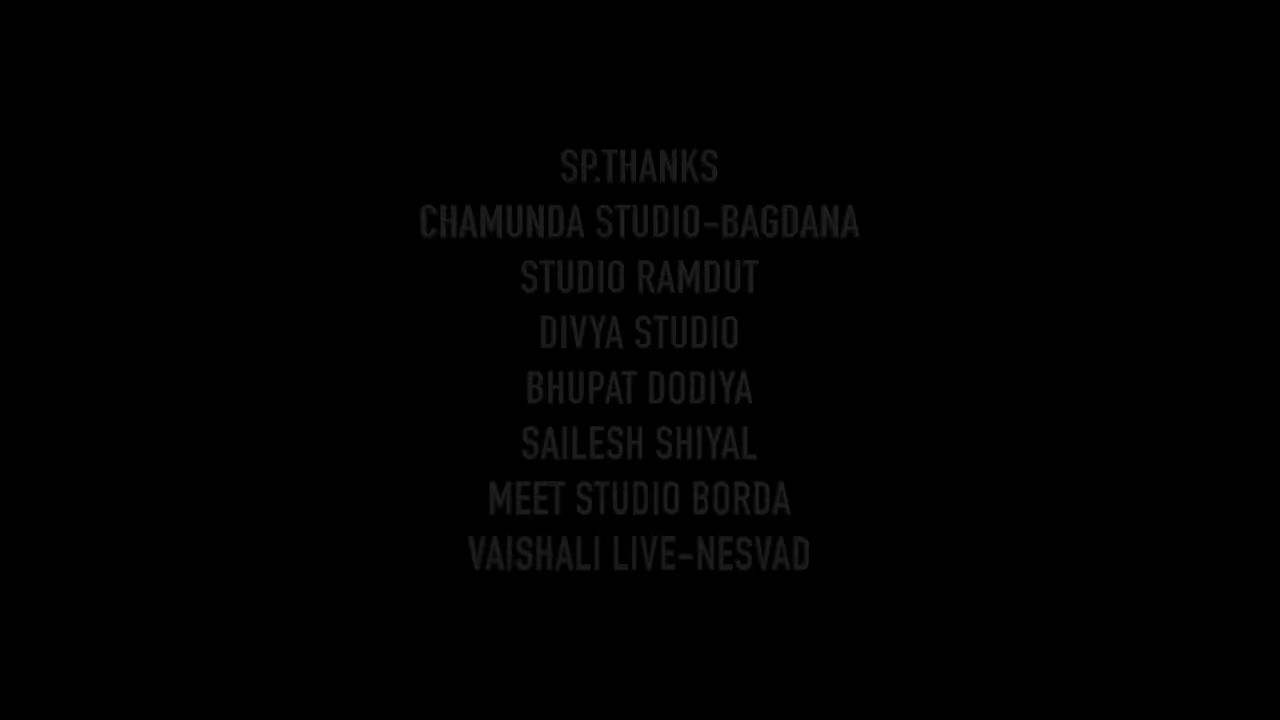 SP.THANKS
CHAMUNDA STUDIO-BAGDANA
STUDIO RAMDUT
DIVYA STUDIO
BHUPAT DODIYA
SAILESH SHIYAL
MEET STUDIO BORDA
VAISHALI LIVE-NESVAD